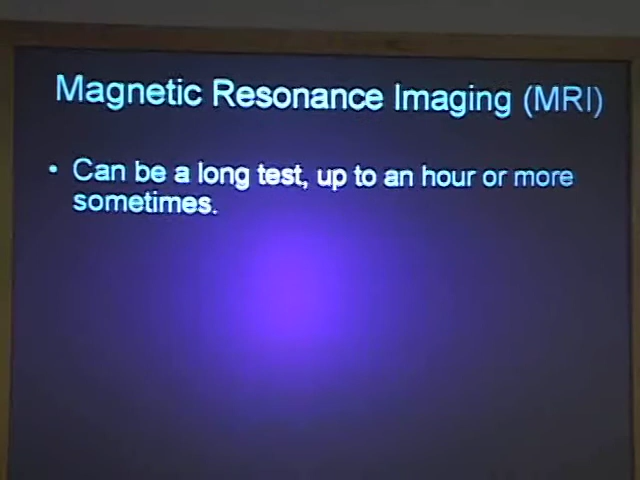 Magnetic Resonance Imaging (MRI)
• Can be a long test, up to an hour or more
sometimes.